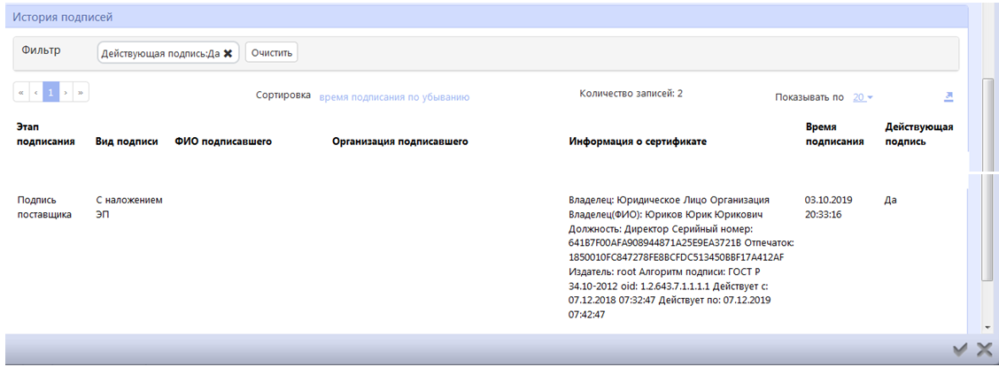 История подписей
Фильтр Действующая подпись:Да ✖ Очистить
« ‹ 1 › » Сортировка время подписания по убыванию Количество записей: 2 Показывать по 20
Этап подписания Вид подписи ФИО подписавшего Организация подписавшего Информация о сертификате Время подписания Действующая подпись
Подпись поставщика
С наложением ЭП
Владелец: Юридическое Лицо Организация
Владелец(ФИО): Юриков Юрик Юрикович
Должность: Директор Серийный номер:
641B7F00AFA908944871A25E9EA3721B Отпечаток:
1850010FC847278FE8BCFDC513450BBF17A412AF
Издатель: root Алгоритм подписи: ГОСТ Р
34.10-2012 oid: 1.2.643.7.1.1.1.1 Действует с:
07.12.2018 07:32:47 Действует по: 07.12.2019
07:42:47
03.10.2019
20:33:16
Да